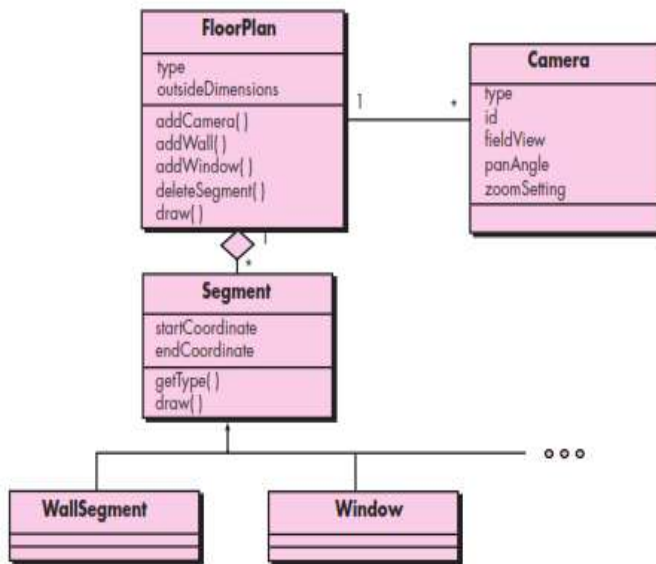 FloorPlan
type
outsideDimensions
addCamera( )
addWall( )
addWindow( )
deleteSegment( )
draw( )
1
*
Camera
type
id
fieldView
panAngle
zoomSetting
1
*
Segment
startCoordinate
endCoordinate
getType( )
draw( )
WallSegment
Window